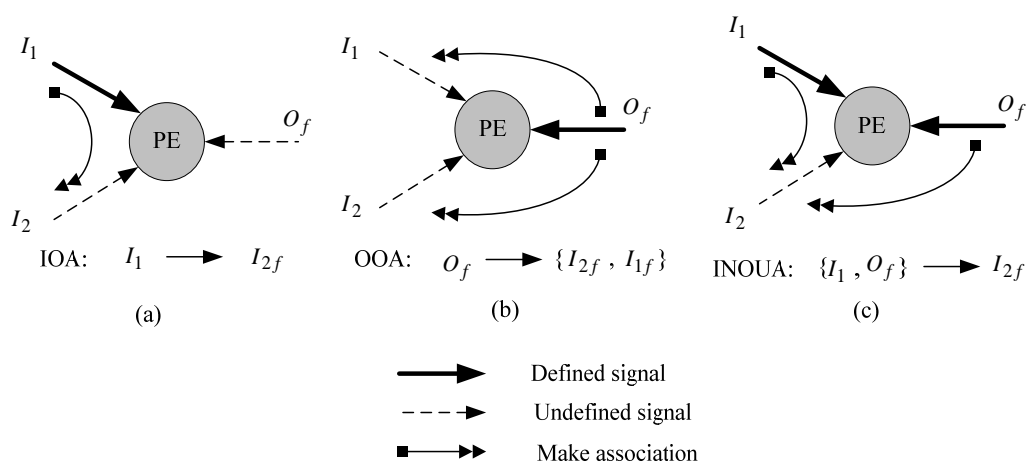 I1
PE
Of
I2
IOA: I1 I2f
(a)
I1
PE
Of
I2
OOA: Of {I2f , I1f}
(b)
I1
PE
Of
I2
INOUA: {I1 , Of} I2f
(c)
Defined signal
Undefined signal
Make association